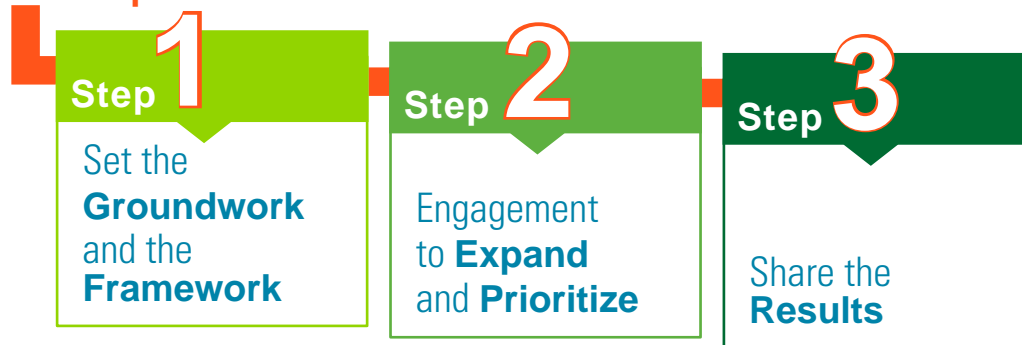 Step 1
Set the
Groundwork
and the
Framework
Step 2
Engagement
to Expand
and Prioritize
Step 3
Share the
Results